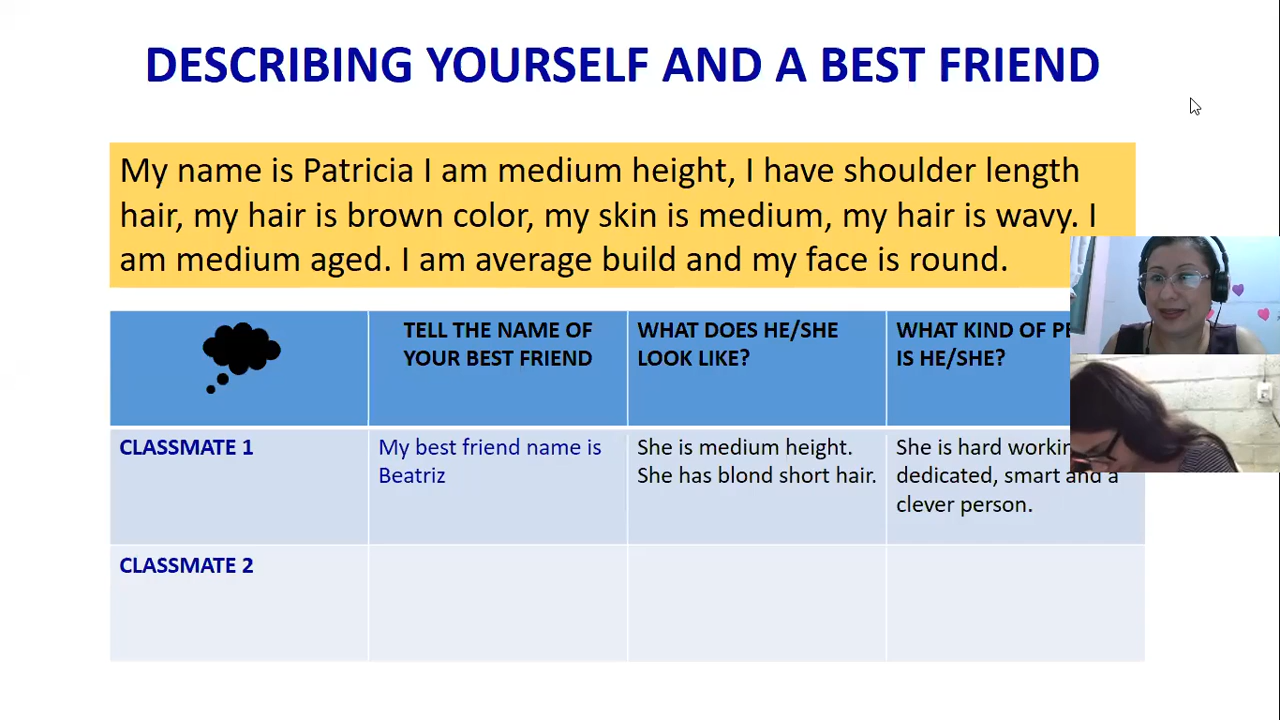 DESCRIBING YOURSELF AND A BEST FRIEND
My name is Patricia I am medium height, I have shoulder length
hair, my hair is brown color, my skin is medium, my hair is wavy. I
am medium aged. I am average build and my face is round.
TELL THE NAME OF
YOUR BEST FRIEND
WHAT DOES HE/SHE
LOOK LIKE?
WHAT KIND OF
IS HE/SHE?
CLASSMATE 1
My best friend name is
Beatriz
She is medium height.
She has blond short hair.
She is hard
dedicated, smart and a
clever person.
CLASSMATE 2